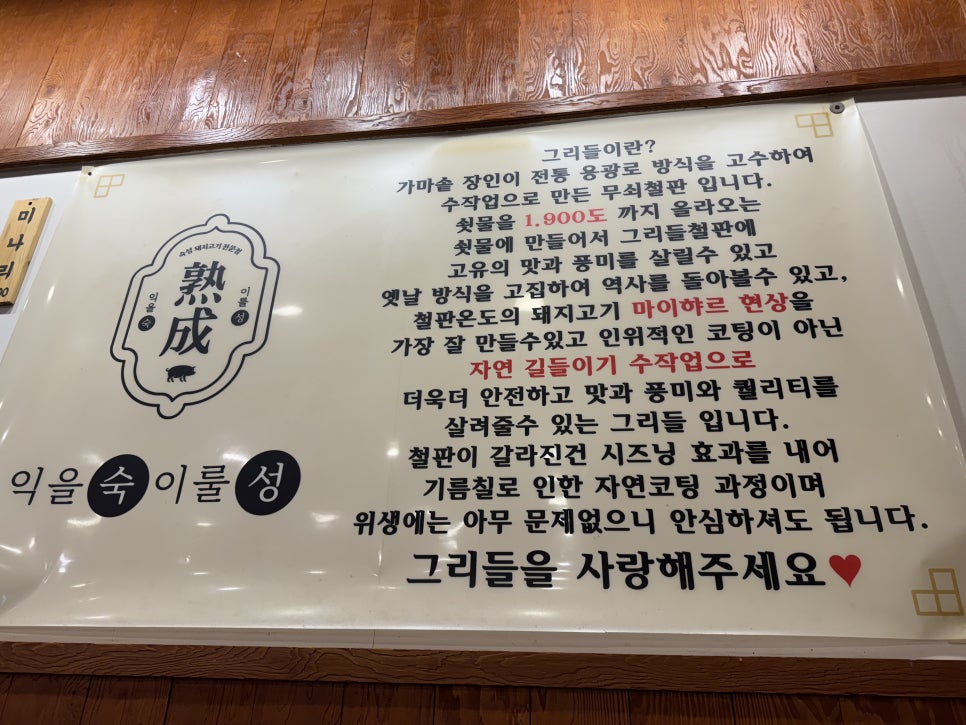 미나리
00
숙성 돼지고기 전문점
熟成
익을숙
이룰성
익을숙이룰성
그리들이란?
가마솥 장인이 전통 용광로 방식을 고수하여
수작업으로 만든 무쇠철판 입니다.
쇳물을 1.900도 까지 올라오는
쇳물에 만들어서 그리들철판에
고유의 맛과 풍미를 살릴수 있고
옛날 방식을 고집하여 역사를 돌아볼수 있고,
철판온도의 돼지고기 마이햐르 현상을
가장 잘 만들수있고 인위적인 코팅이 아닌
자연 길들이기 수작업으로
더욱더 안전하고 맛과 풍미와 퀄리티를
살려줄수 있는 그리들 입니다.
철판이 갈라진건 시즈닝 효과를 내어
기름칠로 인한 자연코팅 과정이며
위생에는 아무 문제없으니 안심하셔도 됩니다.
그리들을 사랑해주세요♥